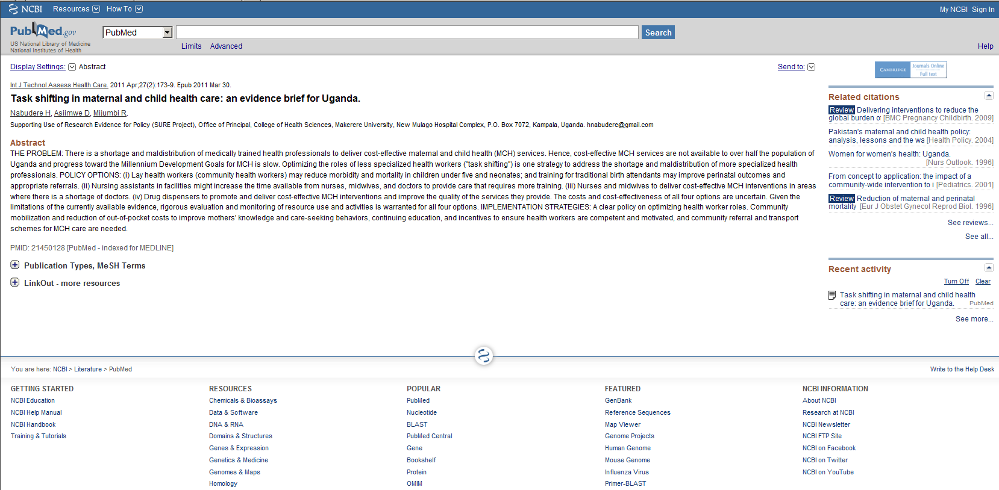 NCBI Resources How To My NCBI Sign In
PubMed.gov
US National Library of Medicine
National Institutes of Health
PubMed
Search
Limits Advanced
Help
Display Settings: Abstract
Send to:
Int J Technol Assess Health Care. 2011 Apr;27(2):173-9. Epub 2011 Mar 30.
Task shifting in maternal and child health care: an evidence brief for Uganda.
Nabudere H, Asiimwe D, Mijumbi R.
Supporting Use of Research Evidence for Policy (SURE Project), Office of Principal, College of Health Sciences, Makerere University, New Mulago Hospital Complex, P.O. Box 7072, Kampala, Uganda. hnabudere@gmail.com
Abstract
THE PROBLEM: There is a shortage and maldistribution of medically trained health professionals to deliver cost-effective maternal and child health (MCH) services. Hence, cost-effective MCH services are not available to over half the population of
Uganda and progress toward the Millennium Development Goals for MCH is slow. Optimizing the roles of less specialized health workers ("task shifting") is one strategy to address the shortage and maldistribution of more specialized health
professionals. POLICY OPTIONS: (i) Lay health workers (community health workers) may reduce morbidity and mortality in children under five and neonates; and training for traditional birth attendants may improve perinatal outcomes and
appropriate referrals. (ii) Nursing assistants in facilities might increase the time available from nurses, midwives, and doctors to provide care that requires more training. (iii) Nurses and midwives to deliver cost-effective MCH interventions in areas
where there is a shortage of doctors. (iv) Drug dispensers to promote and deliver cost-effective MCH interventions and improve the quality of the services they provide. The costs and cost-effectiveness of all four options are uncertain. Given the
limitations of the currently available evidence, rigorous evaluation and monitoring of resource use and activities is warranted for all four options. IMPLEMENTATION STRATEGIES: A clear policy on optimizing health worker roles. Community
mobilization and reduction of out-of-pocket costs to improve mothers' knowledge and care-seeking behaviors, continuing education, and incentives to ensure health workers are competent and motivated, and community referral and transport
schemes for MCH care are needed.
PMID: 21450128 [PubMed - indexed for MEDLINE]
Publication Types, MeSH Terms
LinkOut - more resources
CAMBRIDGE
Journals Online
Full text
Related citations
Review Delivering interventions to reduce the
global burden of [BMC Pregnancy Childbirth. 2009]
Pakistan's maternal and child health policy:
analysis, lessons and the wa [Health Policy. 2004]
Women for women's health: Uganda.
[Nurs Outlook. 1996]
From concept to application: the impact of a
community-wide intervention to i [Pediatrics. 2001]
Review Reduction of maternal and perinatal
mortality [Eur J Obstet Gynecol Reprod Biol. 1996]
See reviews...
See all...
Recent activity
Turn Off Clear
Task shifting in maternal and child health
care: an evidence brief for Uganda. PubMed
See more...
You are here: NCBI > Literature > PubMed
Write to the Help Desk
GETTING STARTED
NCBI Education
NCBI Help Manual
NCBI Handbook
Training & Tutorials
RESOURCES
Chemicals & Bioassays
Data & Software
DNA & RNA
Domains & Structures
Genes & Expression
Genetics & Medicine
Genomes & Maps
Homology
POPULAR
PubMed
Nucleotide
BLAST
PubMed Central
Gene
Bookshelf
Protein
OMIM
FEATURED
GenBank
Reference Sequences
Map Viewer
Genome Projects
Human Genome
Mouse Genome
Influenza Virus
Primer-BLAST
NCBI INFORMATION
About NCBI
Research at NCBI
NCBI Newsletter
NCBI FTP Site
NCBI on Facebook
NCBI on Twitter
NCBI on YouTube